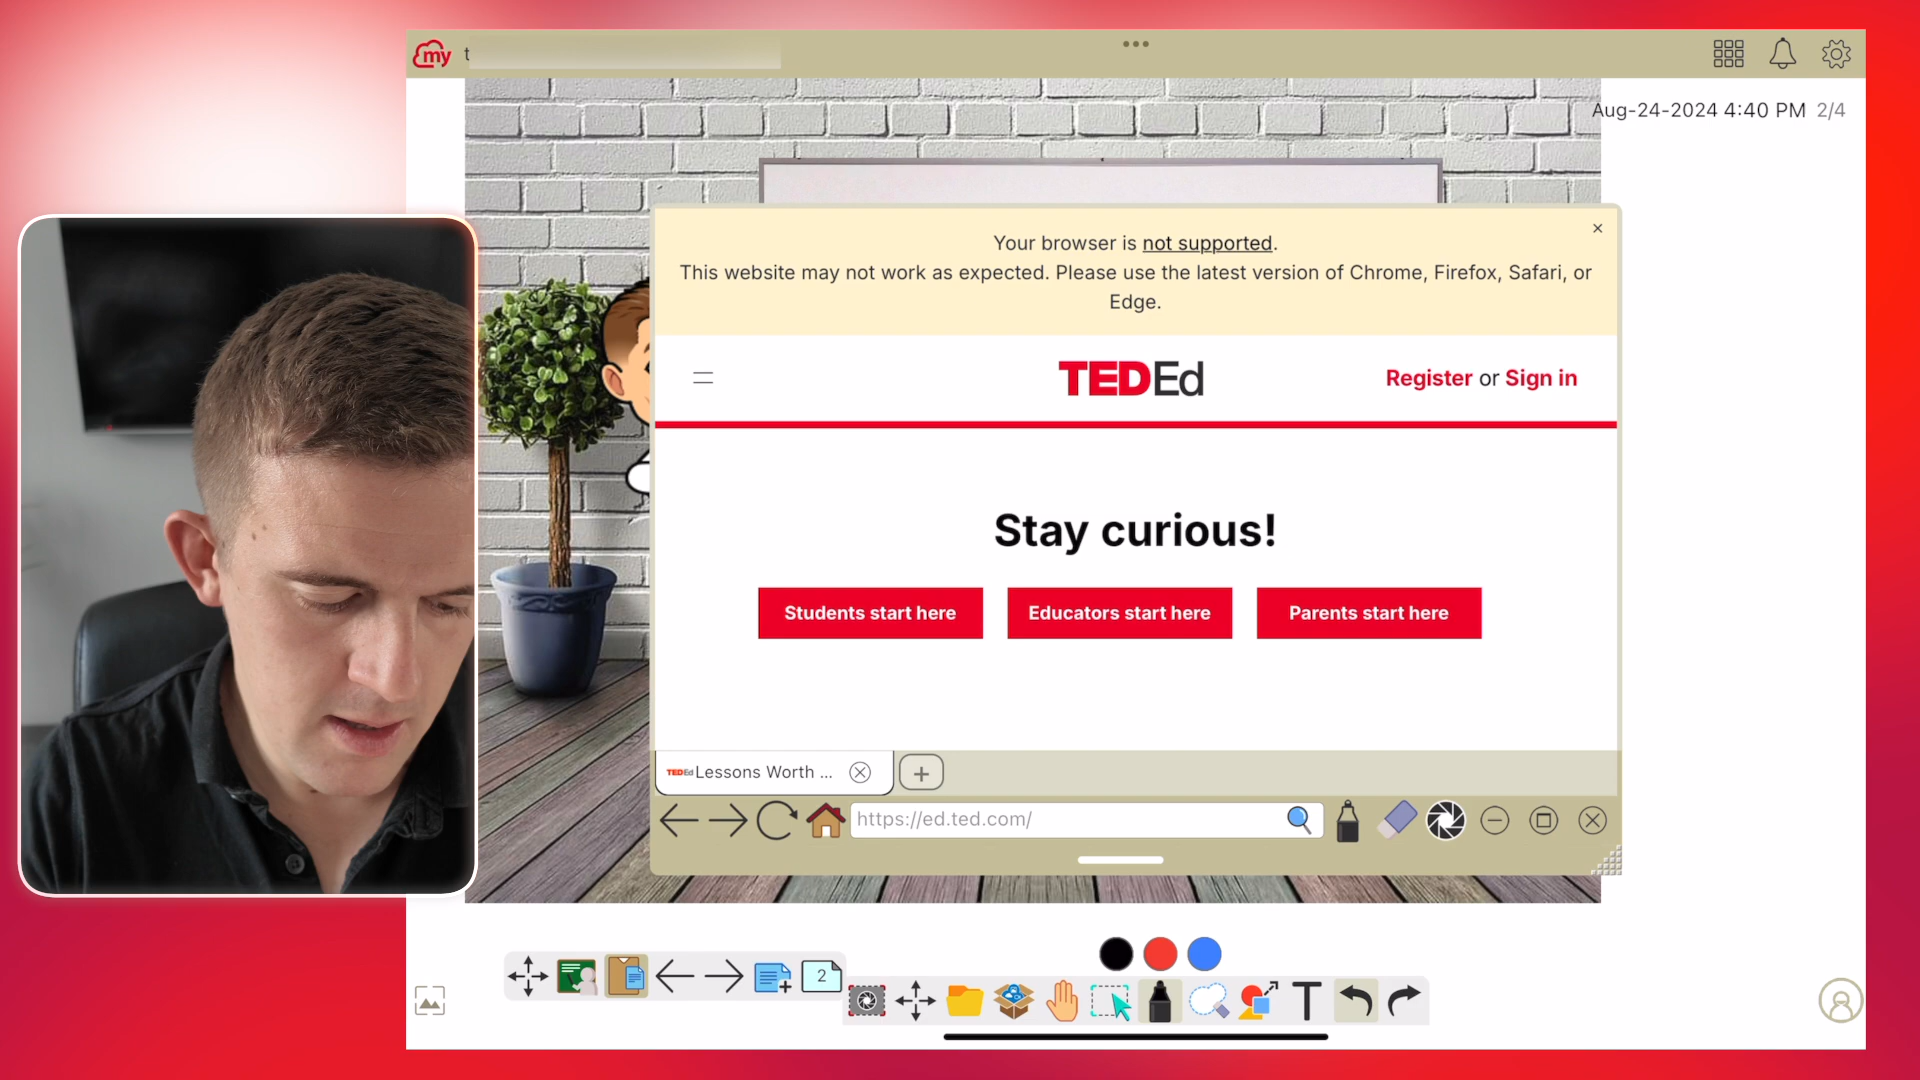 my t
Aug-24-2024 4:40 PM 2/4
Your browser is not supported.
This website may not work as expected. Please use the latest version of Chrome, Firefox, Safari, or
Edge.
TEDEd
Register or Sign in
Stay curious!
Students start here
Educators start here
Parents start here
TEDEd Lessons Worth ...
https://ed.ted.com/
2
T